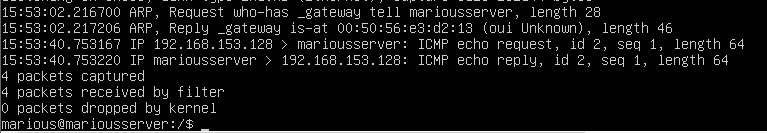 15:53:02.216700 ARP, Request who-has _gateway tell mariousserver, length 28
15:53:02.217206 ARP, Reply _gateway is-at 00:50:56:e3:d2:13 (oui Unknown), length 46
15:53:40.753167 IP 192.168.153.128 > mariousserver: ICMP echo request, id 2, seq 1, length 64
15:53:40.753220 IP mariousserver > 192.168.153.128: ICMP echo reply, id 2, seq 1, length 64
4 packets captured
4 packets received by filter
0 packets dropped by kernel
marious@mariousserver:/$ _